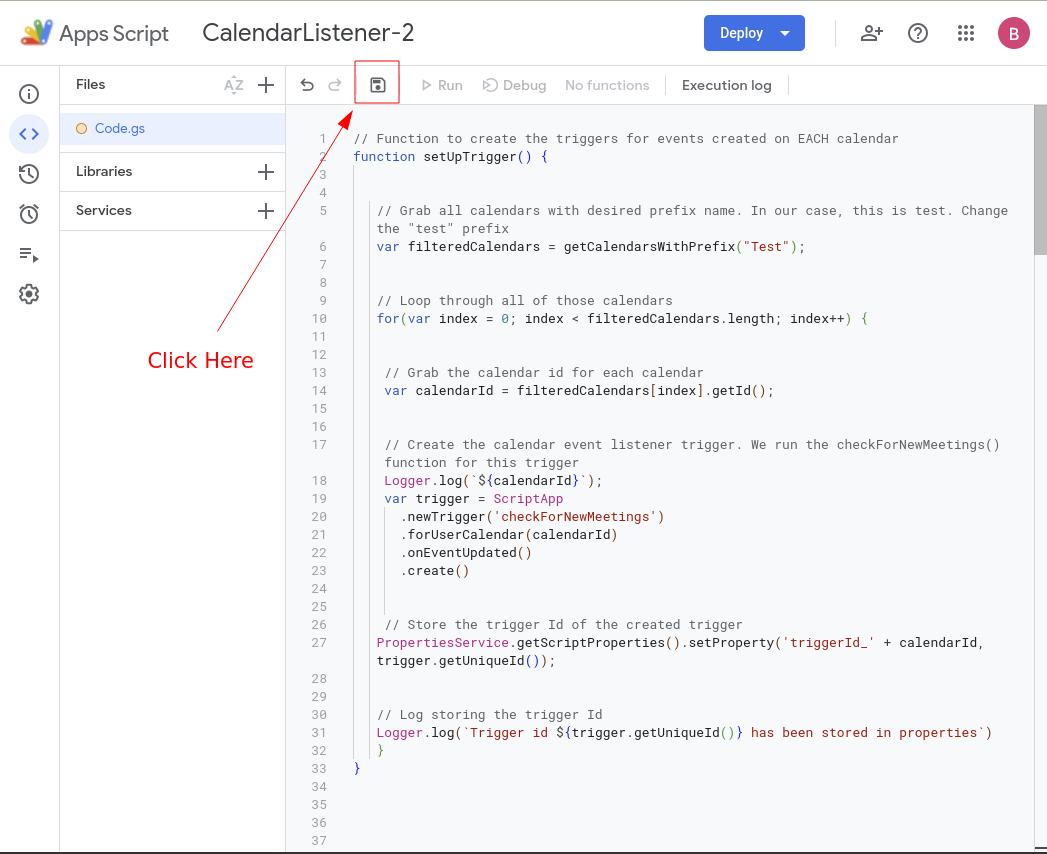 Apps Script
CalendarListener-2
Deploy
B
Files
AZ
Run
Debug
No functions
Execution log
Code.gs
Libraries
Services
Click Here
1 // Function to create the triggers for events created on EACH calendar
2 function setUpTrigger() {
3
4
5 // Grab all calendars with desired prefix name. In our case, this is test. Change
the "test" prefix
6 var filteredCalendars = getCalendarsWithPrefix("Test");
7
8
9 // Loop through all of those calendars
10 for(var index = 0; index < filteredCalendars.length; index++) {
11
12
13 // Grab the calendar id for each calendar
14 var calendarId = filteredCalendars[index].getId();
15
16
17 // Create the calendar event listener trigger. We run the checkForNewMeetings()
function for this trigger
18 Logger.log(`${calendarId}`);
19 var trigger = ScriptApp
20 .newTrigger('checkForNewMeetings')
21 .forUserCalendar(calendarId)
22 .onEventUpdated()
23 .create()
24
25
26 // Store the trigger Id of the created trigger
27 PropertiesService.getScriptProperties().setProperty('triggerId_' + calendarId,
trigger.getUniqueId());
28
29
30 // Log storing the trigger Id
31 Logger.log(`Trigger id ${trigger.getUniqueId()} has been stored in properties`)
32 }
33 }
34
35
36
37